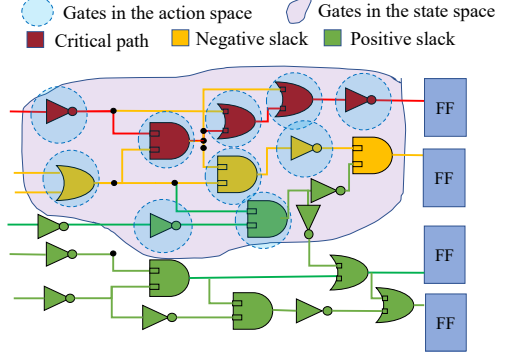 Gates in the action space
Gates in the state space
Critical path
Negative slack
Positive slack
FF
FF
FF
FF